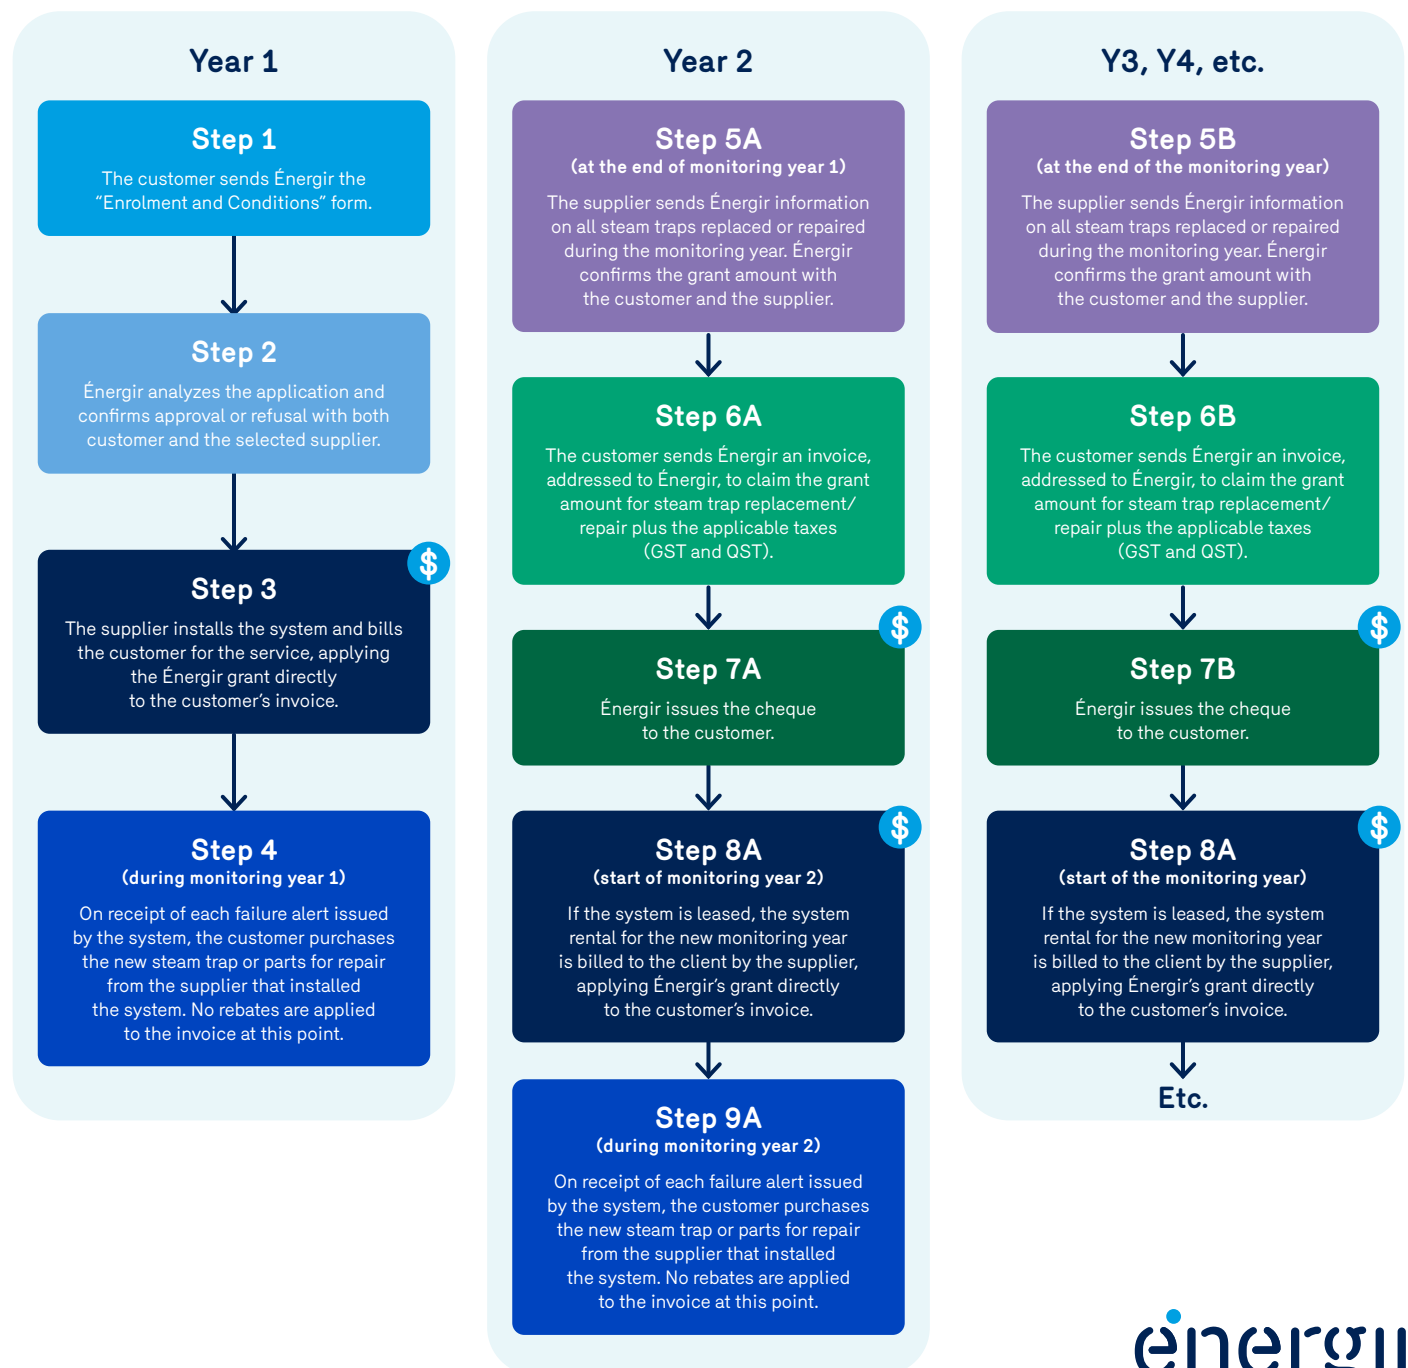 Year 1
Step 1
The customer sends Énergir the
“Enrolment and Conditions” form.
Step 2
Énergir analyzes the application and
confirms approval or refusal with both
customer and the selected supplier.
$
Step 3
The supplier installs the system and bills
the customer for the service, applying
the Énergir grant directly
to the customer’s invoice.
Step 4
(during monitoring year 1)
On receipt of each failure alert issued
by the system, the customer purchases
the new steam trap or parts for repair
from the supplier that installed
the system. No rebates are applied
to the invoice at this point.
Year 2
Step 5A
(at the end of monitoring year 1)
The supplier sends Énergir information
on all steam traps replaced or repaired
during the monitoring year. Énergir
confirms the grant amount with
the customer and the supplier.
Step 6A
The customer sends Énergir an invoice,
addressed to Énergir, to claim the grant
amount for steam trap replacement/
repair plus the applicable taxes
(GST and QST).
$
Step 7A
Énergir issues the cheque
to the customer.
$
Step 8A
(start of monitoring year 2)
If the system is leased, the system
rental for the new monitoring year
is billed to the client by the supplier,
applying Énergir’s grant directly
to the customer’s invoice.
Step 9A
(during monitoring year 2)
On receipt of each failure alert issued
by the system, the customer purchases
the new steam trap or parts for repair
from the supplier that installed
the system. No rebates are applied
to the invoice at this point.
Y3, Y4, etc.
Step 5B
(at the end of the monitoring year)
The supplier sends Énergir information
on all steam traps replaced or repaired
during the monitoring year. Énergir
confirms the grant amount with
the customer and the supplier.
Step 6B
The customer sends Énergir an invoice,
addressed to Énergir, to claim the grant
amount for steam trap replacement/
repair plus the applicable taxes
(GST and QST).
$
Step 7B
Énergir issues the cheque
to the customer.
$
Step 8A
(start of the monitoring year)
If the system is leased, the system
rental for the new monitoring year
is billed to the client by the supplier,
applying Énergir’s grant directly
to the customer’s invoice.
Etc.